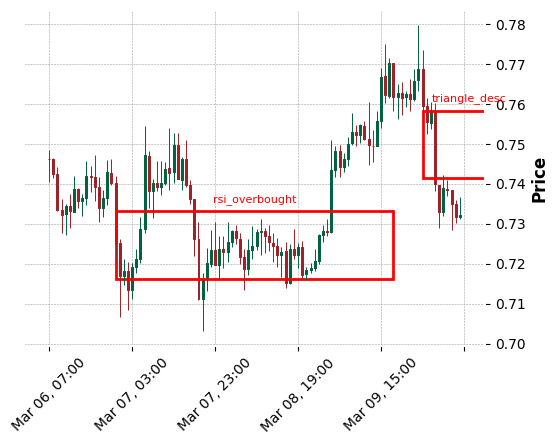 0.78
0.77
triangle_desc
0.76
0.75
0.74
Price
rsi_overbought
0.73
0.72
0.71
0.70
Mar 06, 07:00
Mar 07, 03:00
Mar 07, 23:00
Mar 08, 19:00
Mar 09, 15:00